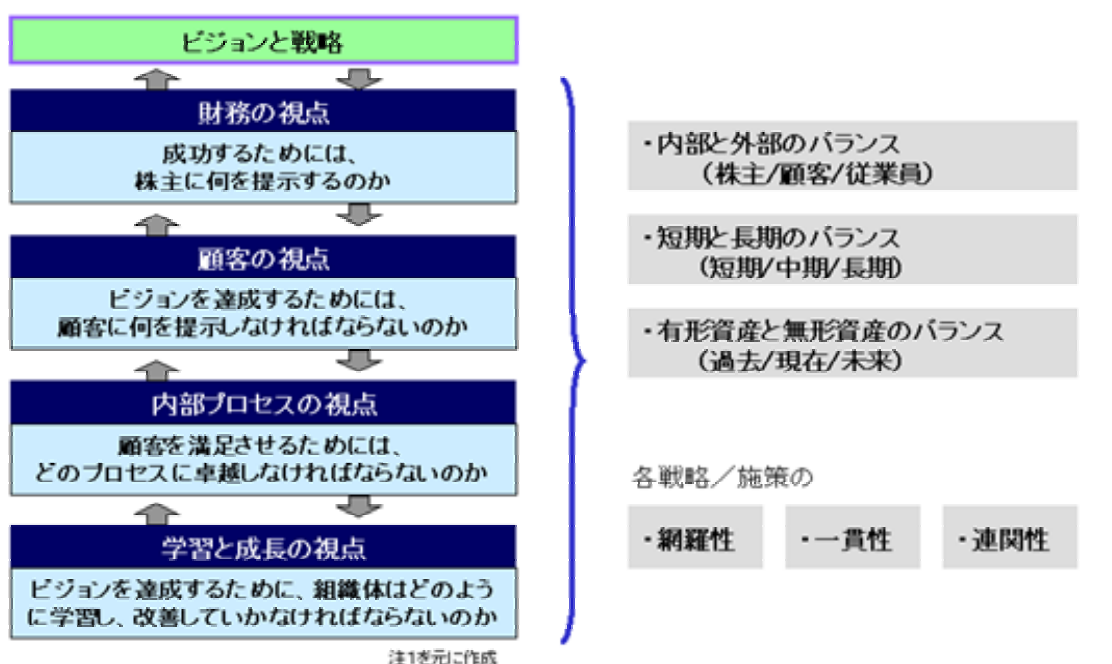 ビジョンと戦略
財務の視点
成功するためには、
株主に何を提示するのか
顧客の視点
ビジョンを達成するためには、
顧客に何を提示しなければならないのか
内部プロセスの視点
顧客を満足させるためには、
どのプロセスに卓越しなければならないのか
学習と成長の視点
ビジョンを達成するために、組織体はどのよう
に学習し、改善していかなければならないのか
注1を元に作成
・内部と外部のバランス
（株主/顧客/従業員）
・短期と長期のバランス
（短期/中期/長期）
・有形資産と無形資産のバランス
（過去/現在/未来）
各戦略／施策の
・網羅性 ・一貫性 ・連関性